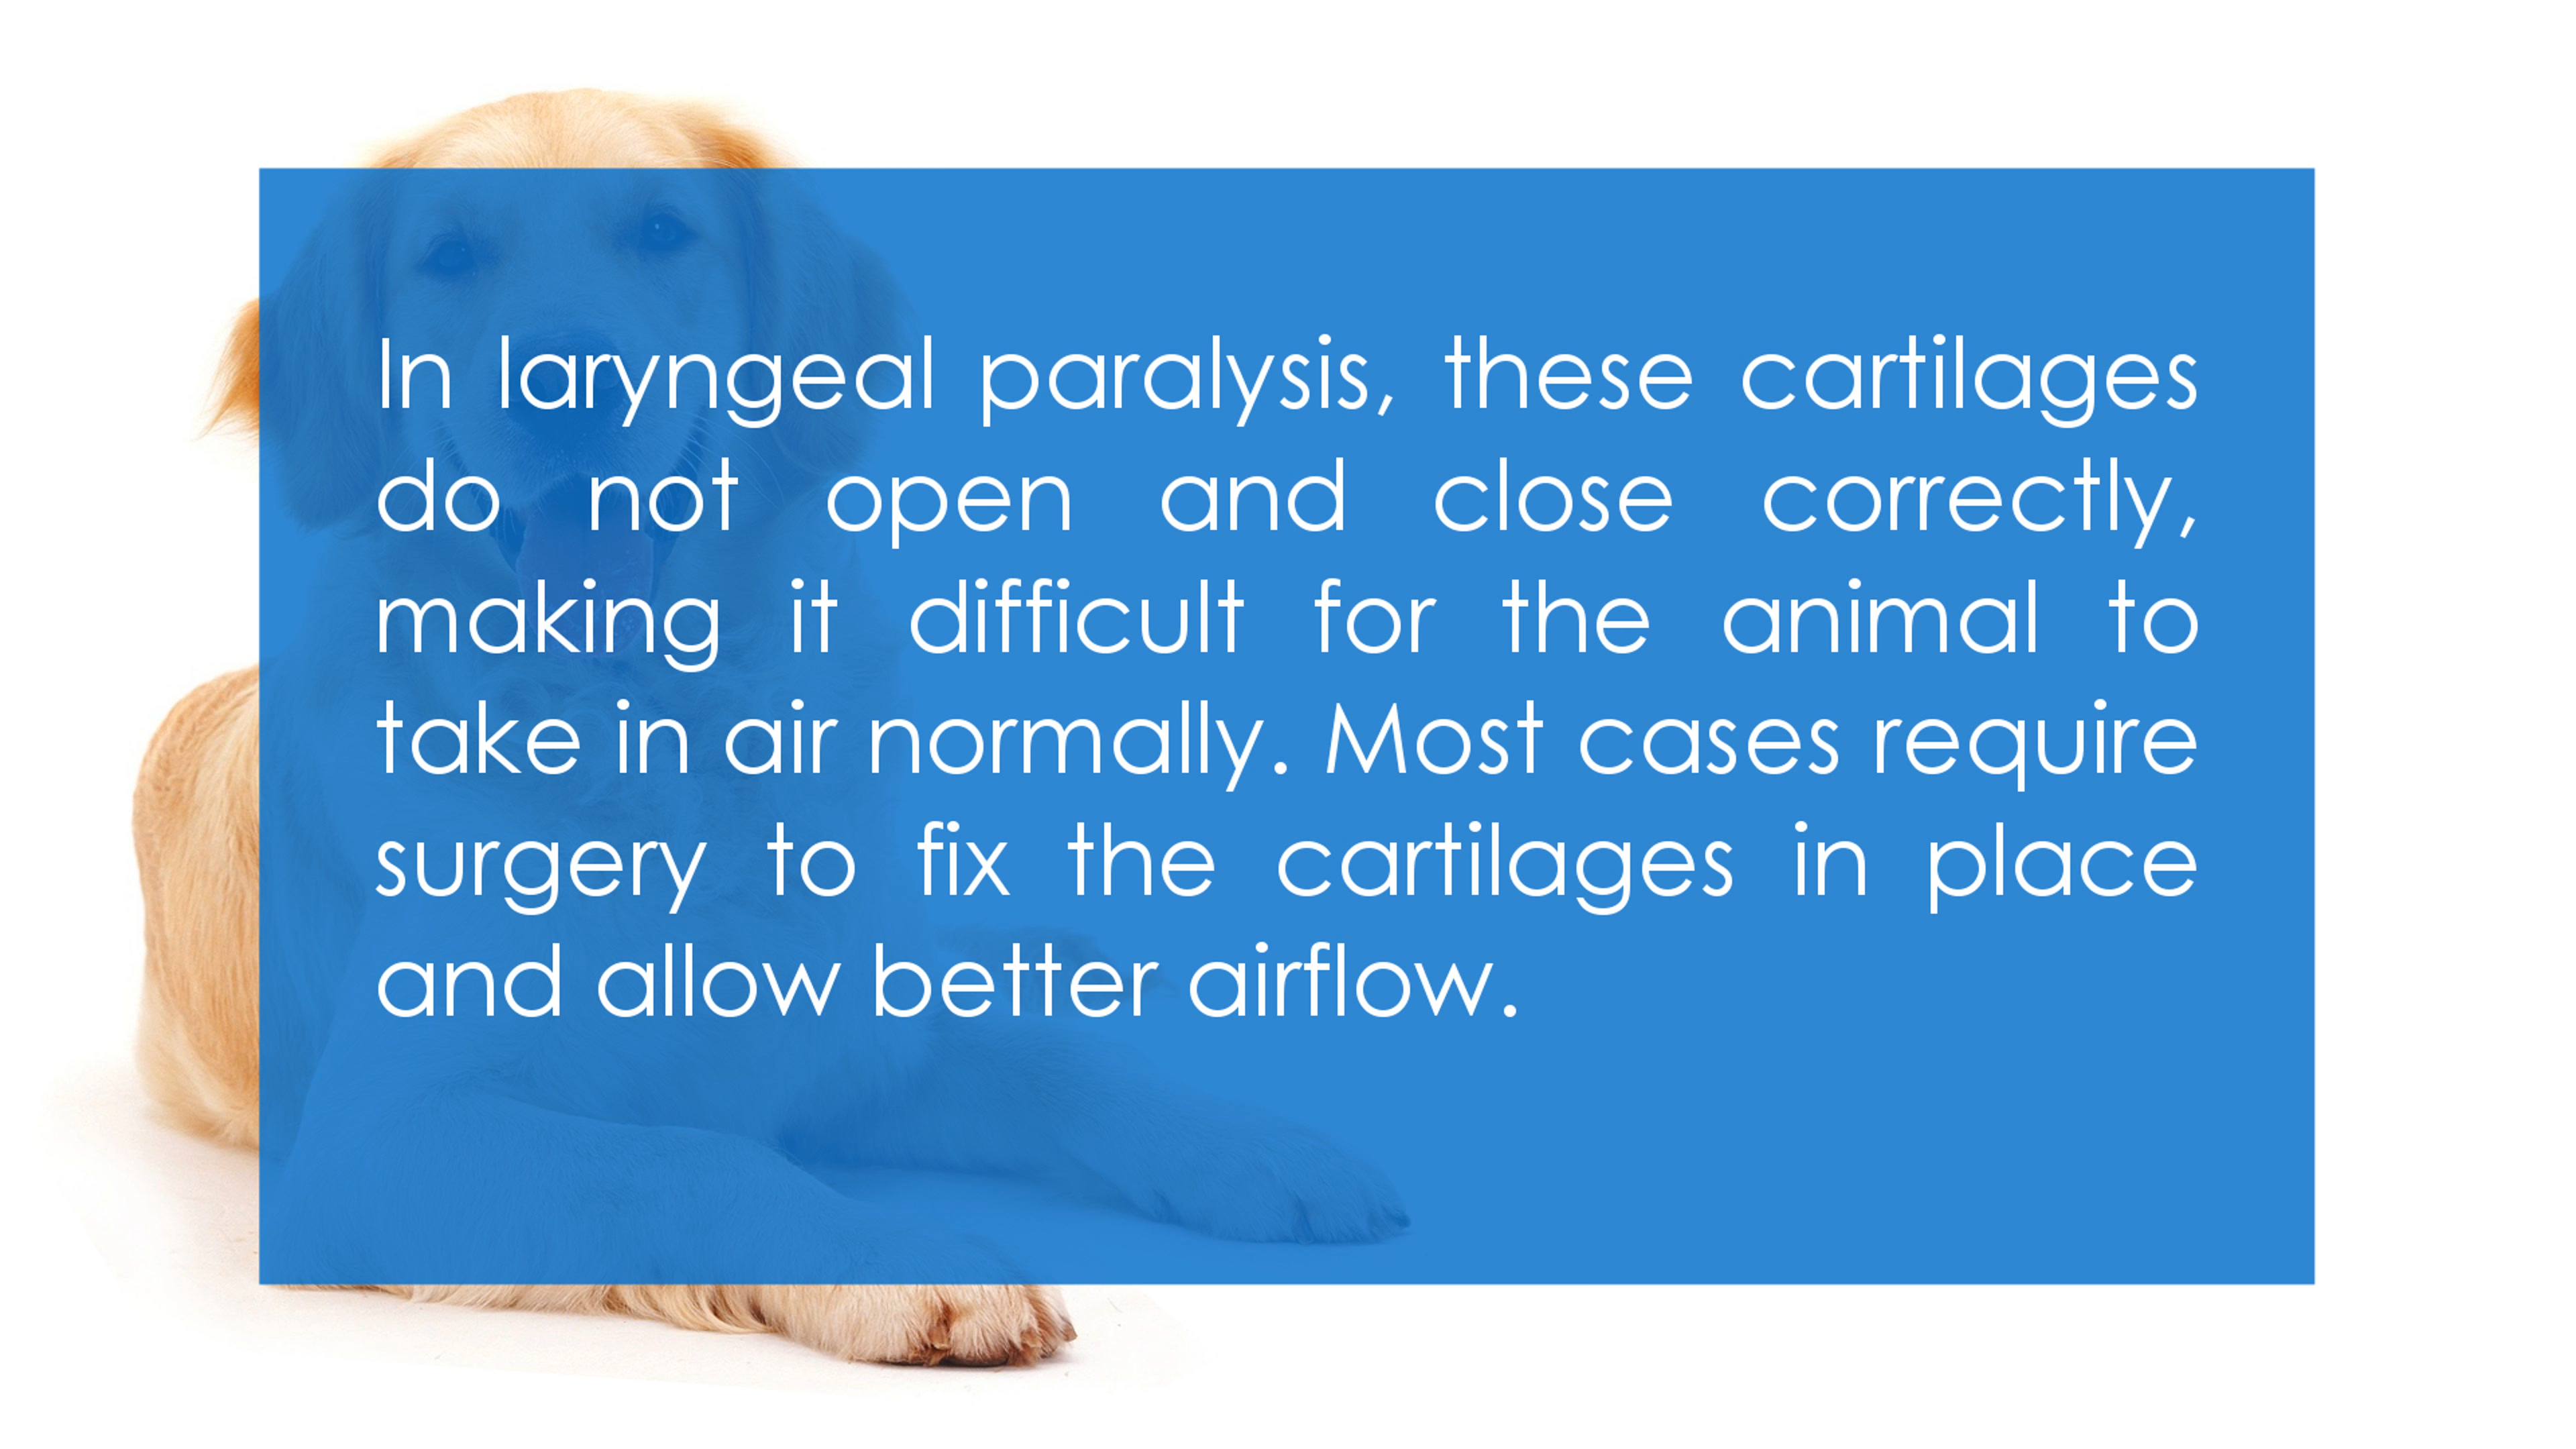 In laryngeal paralysis, these cartilages
do not open and close correctly,
making it difficult for the animal to
take in air normally. Most cases require
surgery to fix the cartilages in place
and allow better airflow.